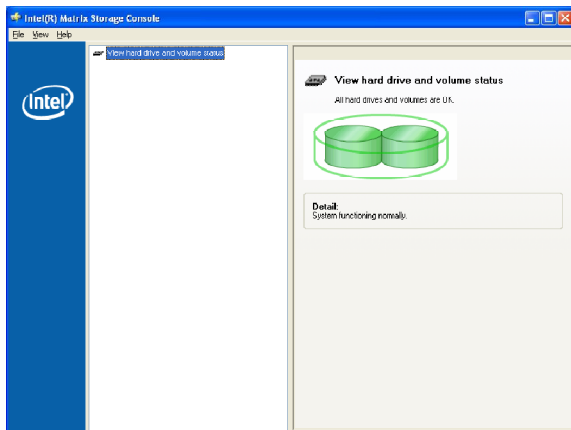 Intel(R) Matrix Storage Console
File View Help
View hard drive and volume status
intel
View hard drive and volume status
All hard drives and volumes are OK.
Detail:
System functioning normally.